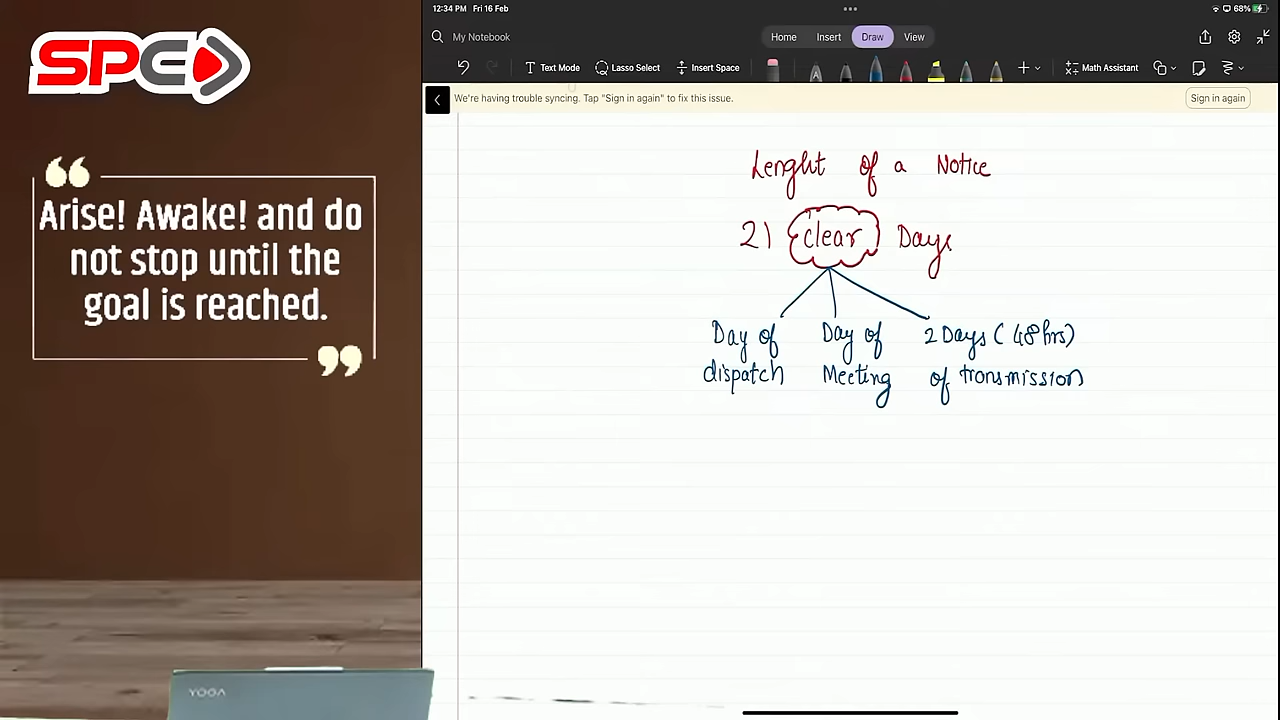 SPC
“
Arise! Awake! and do
not stop until the
goal is reached.
”
YOGA
12:34 PM Fri 16 Feb
68%
My Notebook
Home Insert Draw View
Text Mode Lasso Select Insert Space Math Assistant
We're having trouble syncing. Tap "Sign in again" to fix this issue.
Sign in again
Lenght of a Notice
21 clear Days
Day of Day of 2 Days (48 hrs)
dispatch Meeting of transmission